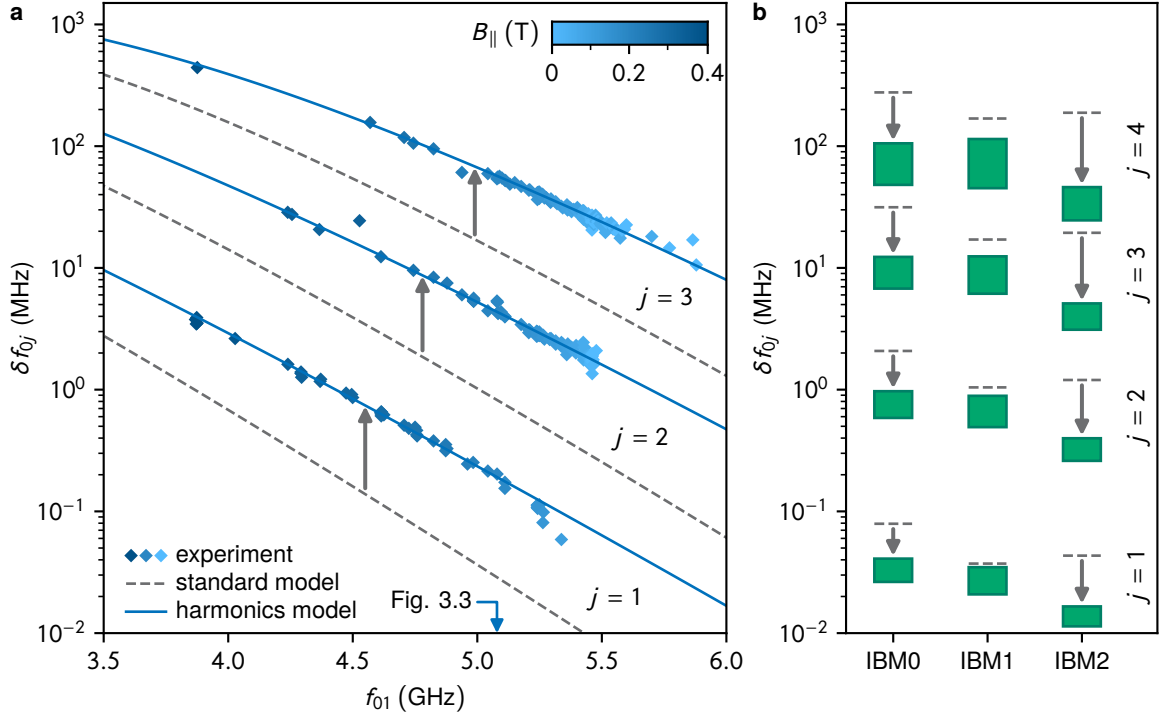 a
b
B∥ (T)
0
0.2
0.4
10³
10²
10¹
10⁰
10⁻¹
10⁻²
δf₀ⱼ (MHz)
j = 3
j = 2
j = 1
experiment
standard model
harmonics model
Fig. 3.3
3.5
4.0
4.5
5.0
5.5
6.0
f₀₁ (GHz)
10³
10²
10¹
10⁰
10⁻¹
10⁻²
δf₀ⱼ (MHz)
j = 4
j = 3
j = 2
j = 1
IBM0
IBM1
IBM2